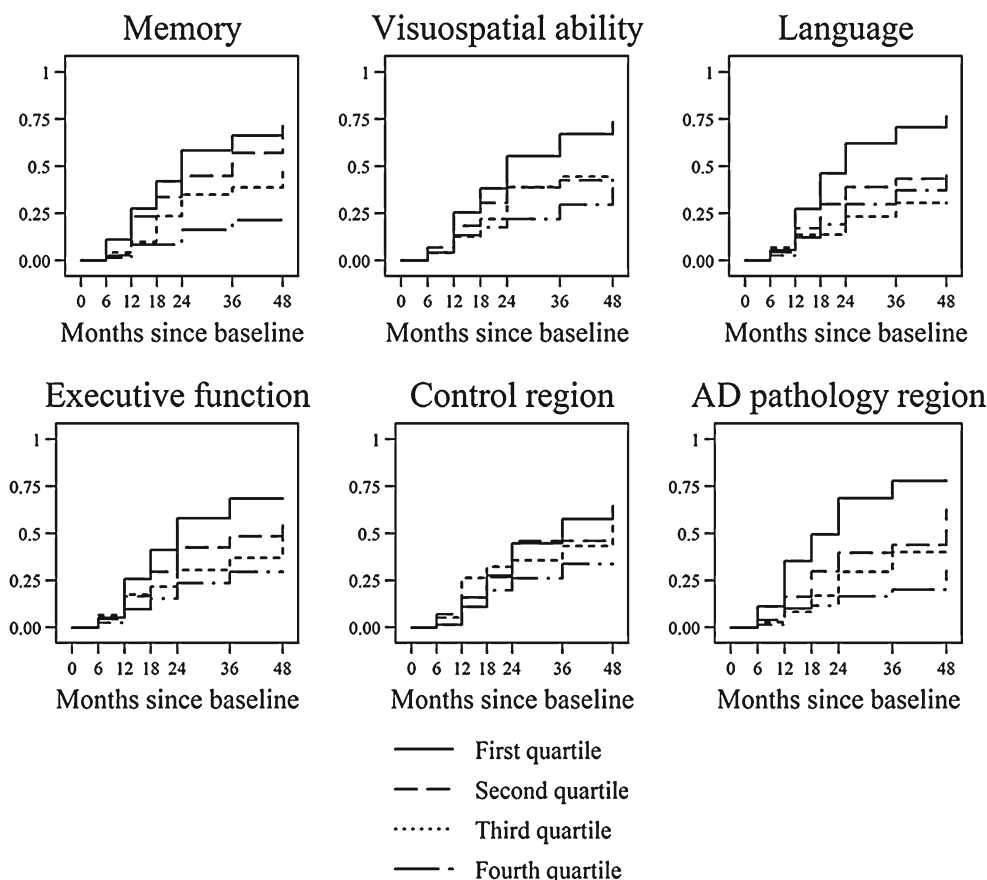 Memory
Visuospatial ability
Language
1
0.75
0.5
0.25
0.00
0 6 12 18 24 36 48
Months since baseline
1
0.75
0.5
0.25
0.00
0 6 12 18 24 36 48
Months since baseline
1
0.75
0.5
0.25
0.00
0 6 12 18 24 36 48
Months since baseline
Executive function
Control region
AD pathology region
1
0.75
0.5
0.25
0.00
0 6 12 18 24 36 48
Months since baseline
1
0.75
0.5
0.25
0.00
0 6 12 18 24 36 48
Months since baseline
1
0.75
0.5
0.25
0.00
0 6 12 18 24 36 48
Months since baseline
First quartile
Second quartile
Third quartile
Fourth quartile